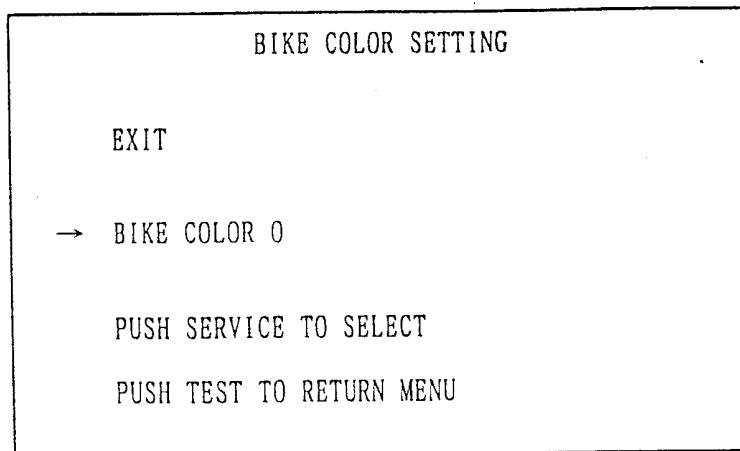 BIKE COLOR SETTING
EXIT
→ BIKE COLOR 0
PUSH SERVICE TO SELECT
PUSH TEST TO RETURN MENU